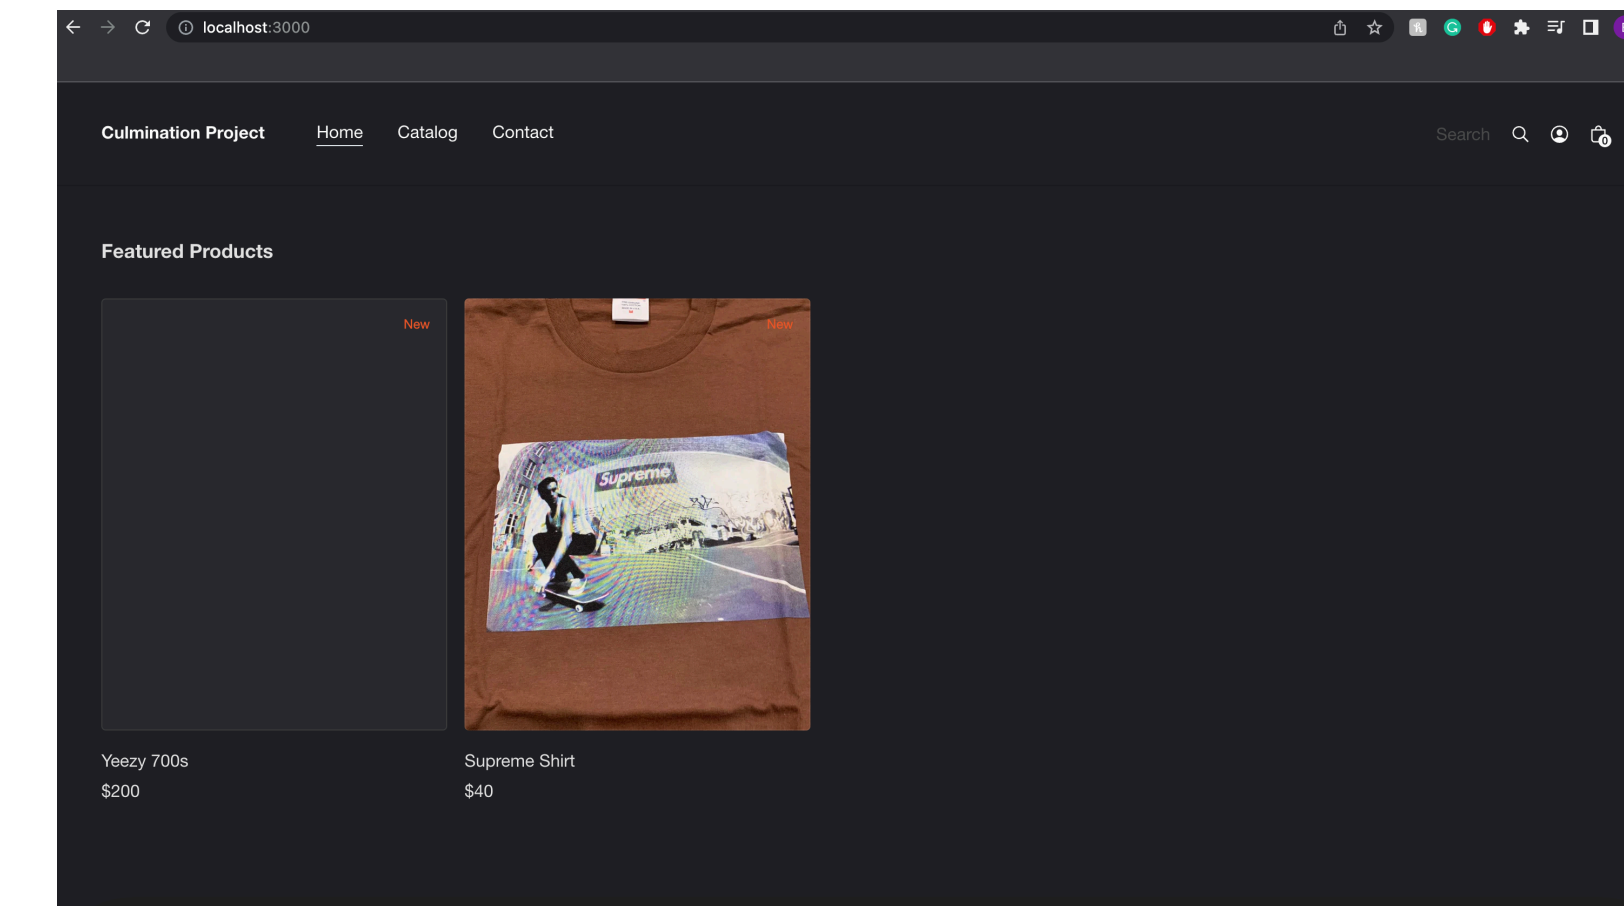 localhost:3000
Culmination Project Home Catalog Contact Search 0
Featured Products
New New
Supreme
Yeezy 700s Supreme Shirt
$200 $40